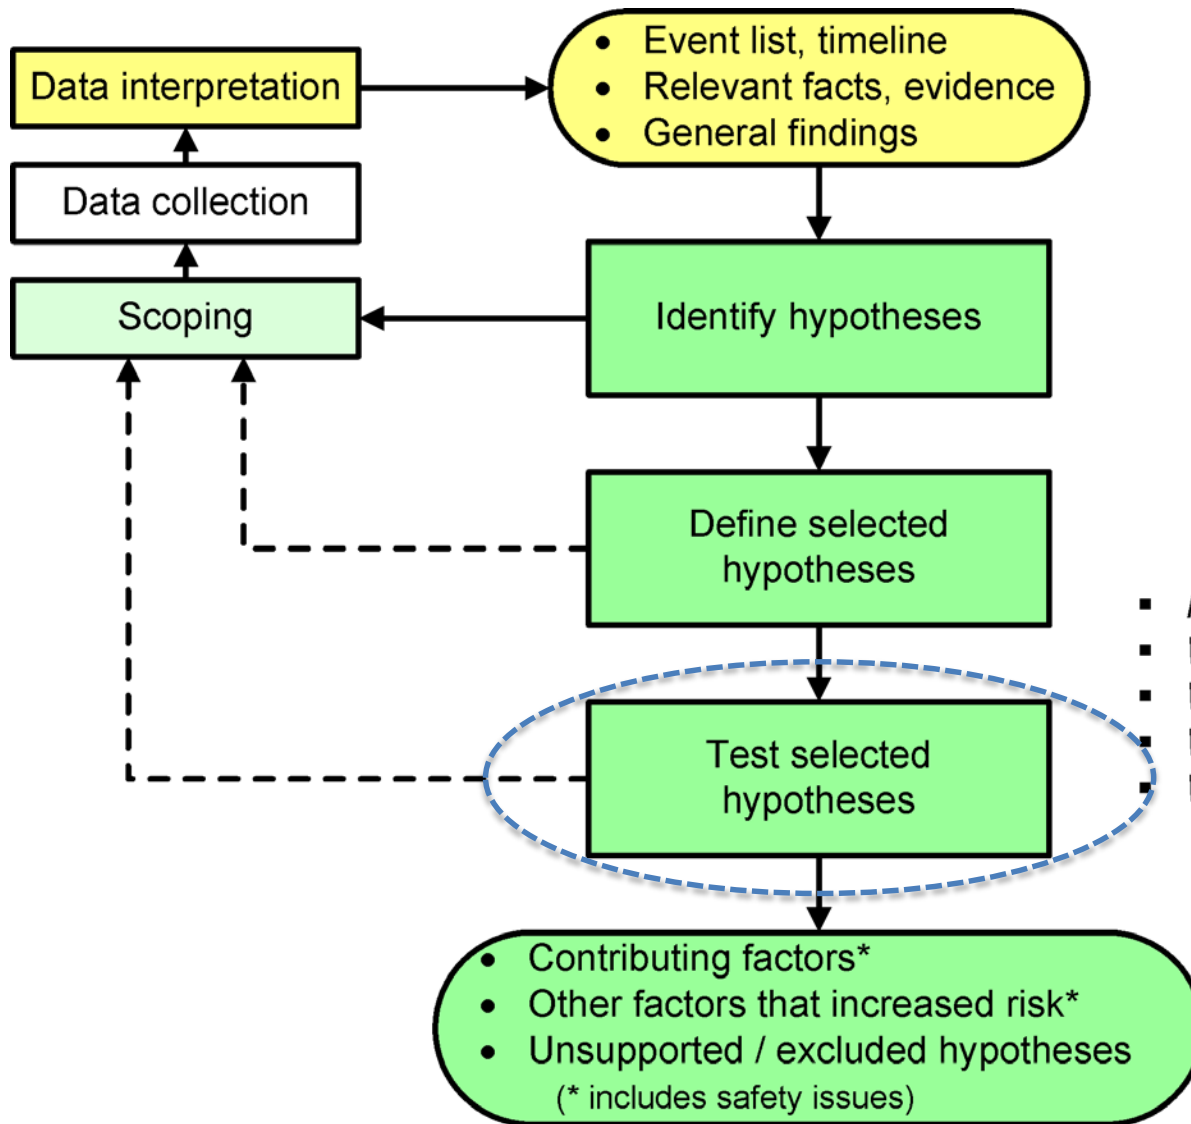 Data interpretation
• Event list, timeline
• Relevant facts, evidence
• General findings
Data collection
Scoping
Identify hypotheses
Define selected
hypotheses
Test selected
hypotheses
• Contributing factors*
• Other factors that increased risk*
• Unsupported / excluded hypotheses
(* includes safety issues)